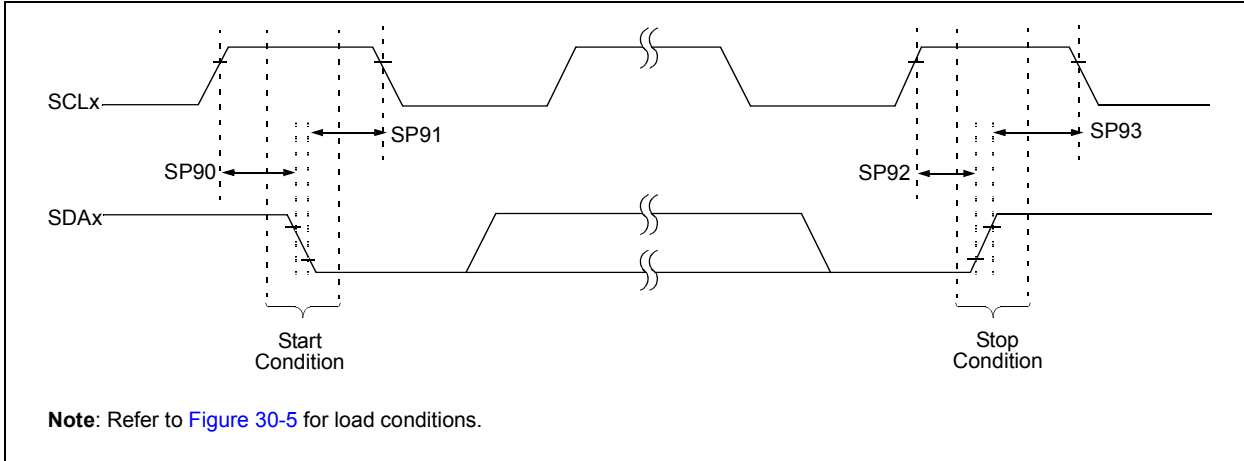 SCLx
SP91
SP93
SP90
SP92
SDAx
Start
Condition
Stop
Condition
Note: Refer to Figure 30-5 for load conditions.